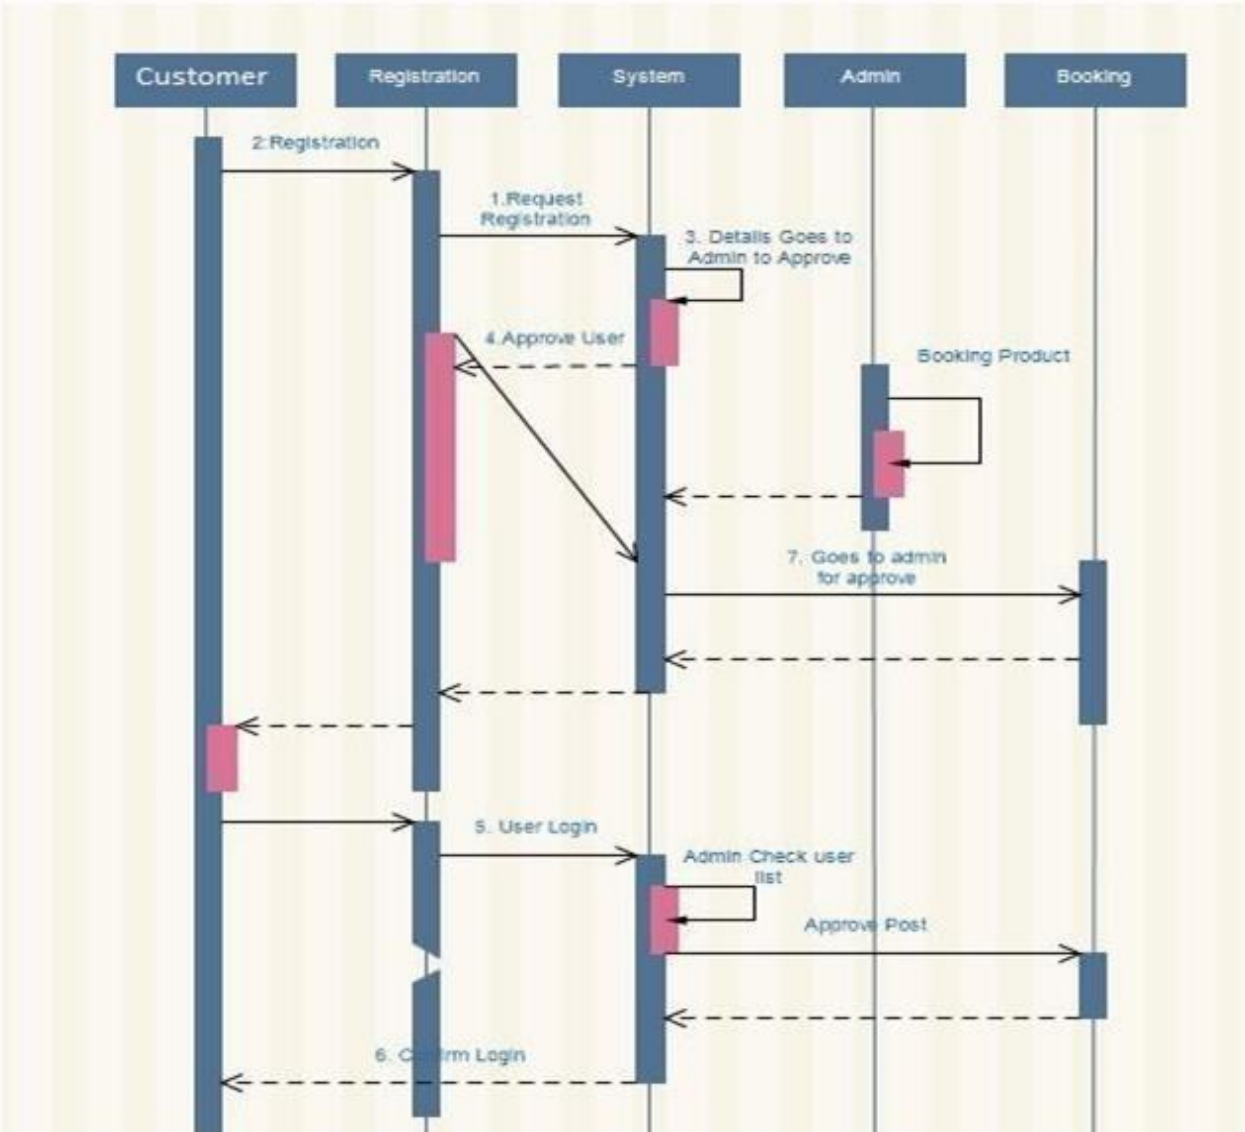 Customer
Registration
System
Admin
Booking
2:Registration
1.Request
Registration
3. Details Goes to
Admin to Approve
4.Approve User
Booking Product
7. Goes to admin
for approve
5. User Login
Admin Check user
list
Approve Post
6. Confirm Login